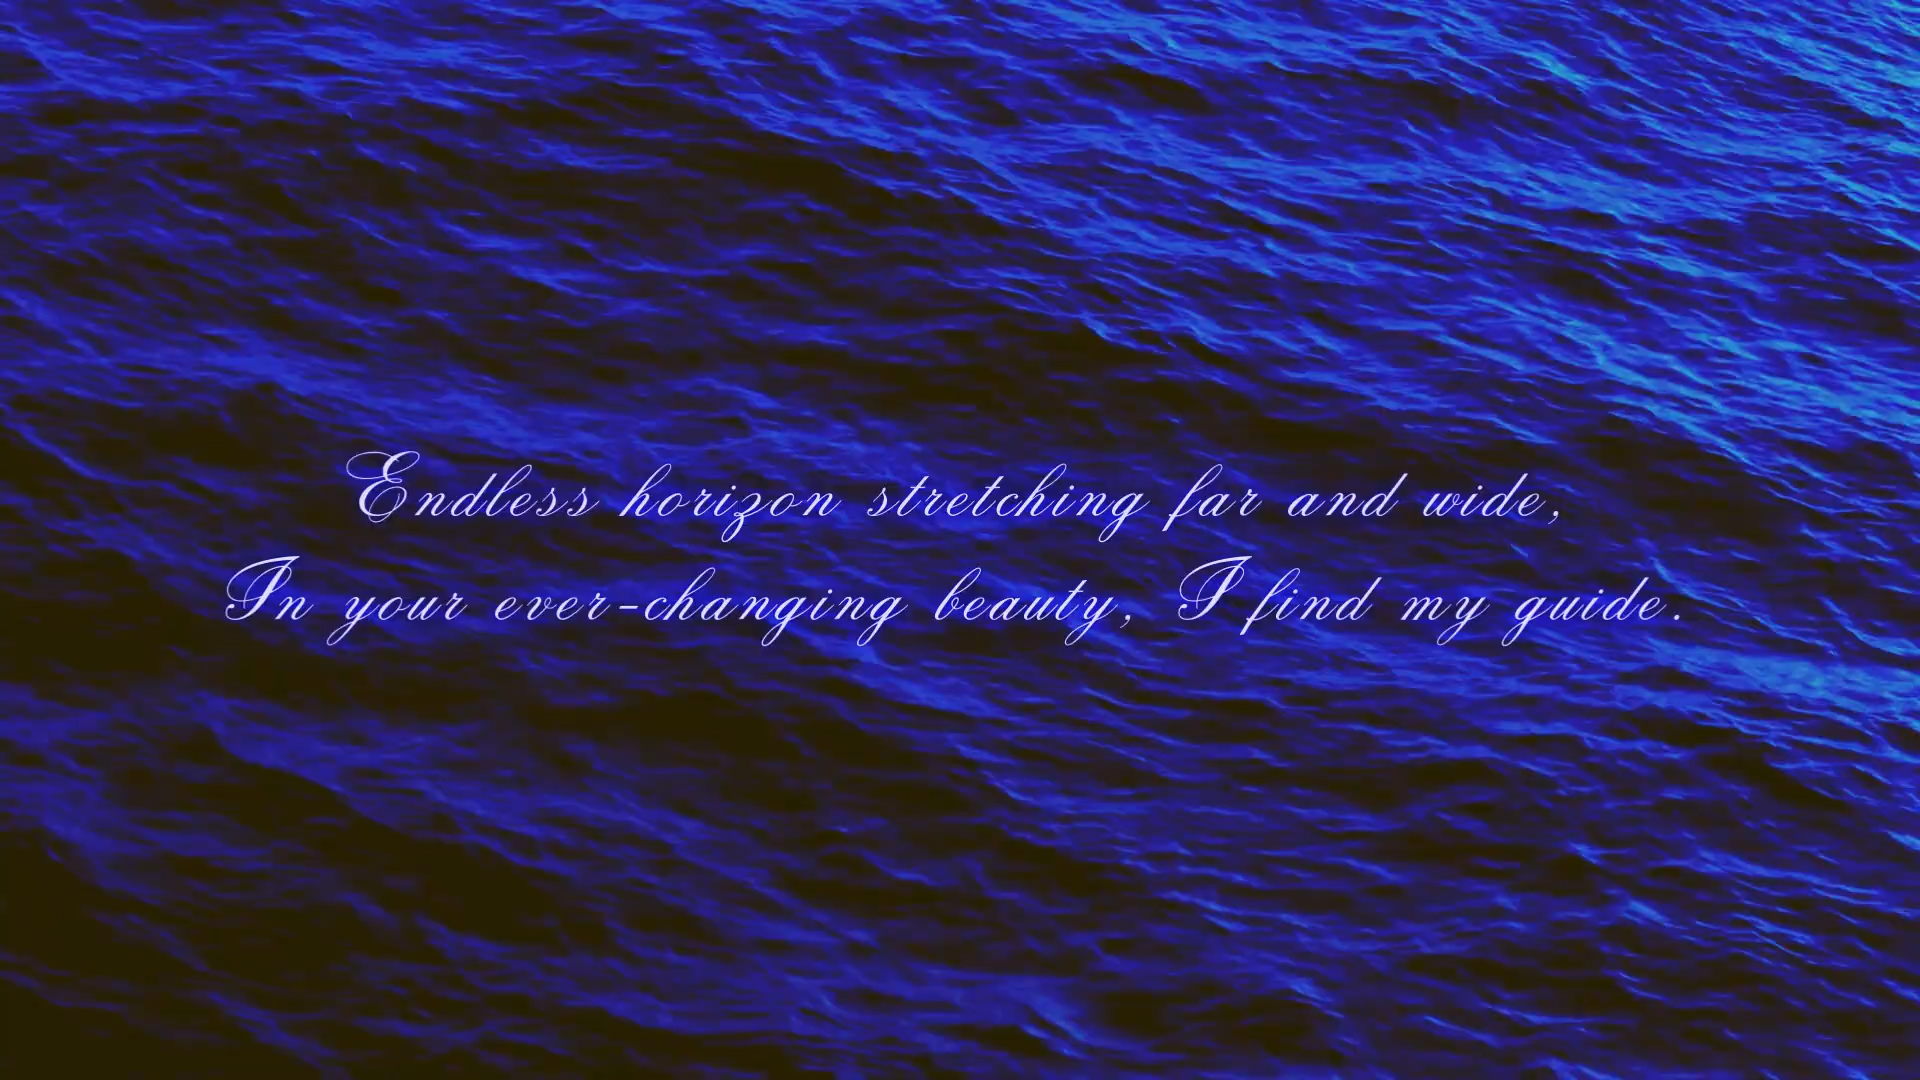 Endless horizon stretching far and wide,
In your ever-changing beauty, I find my guide.